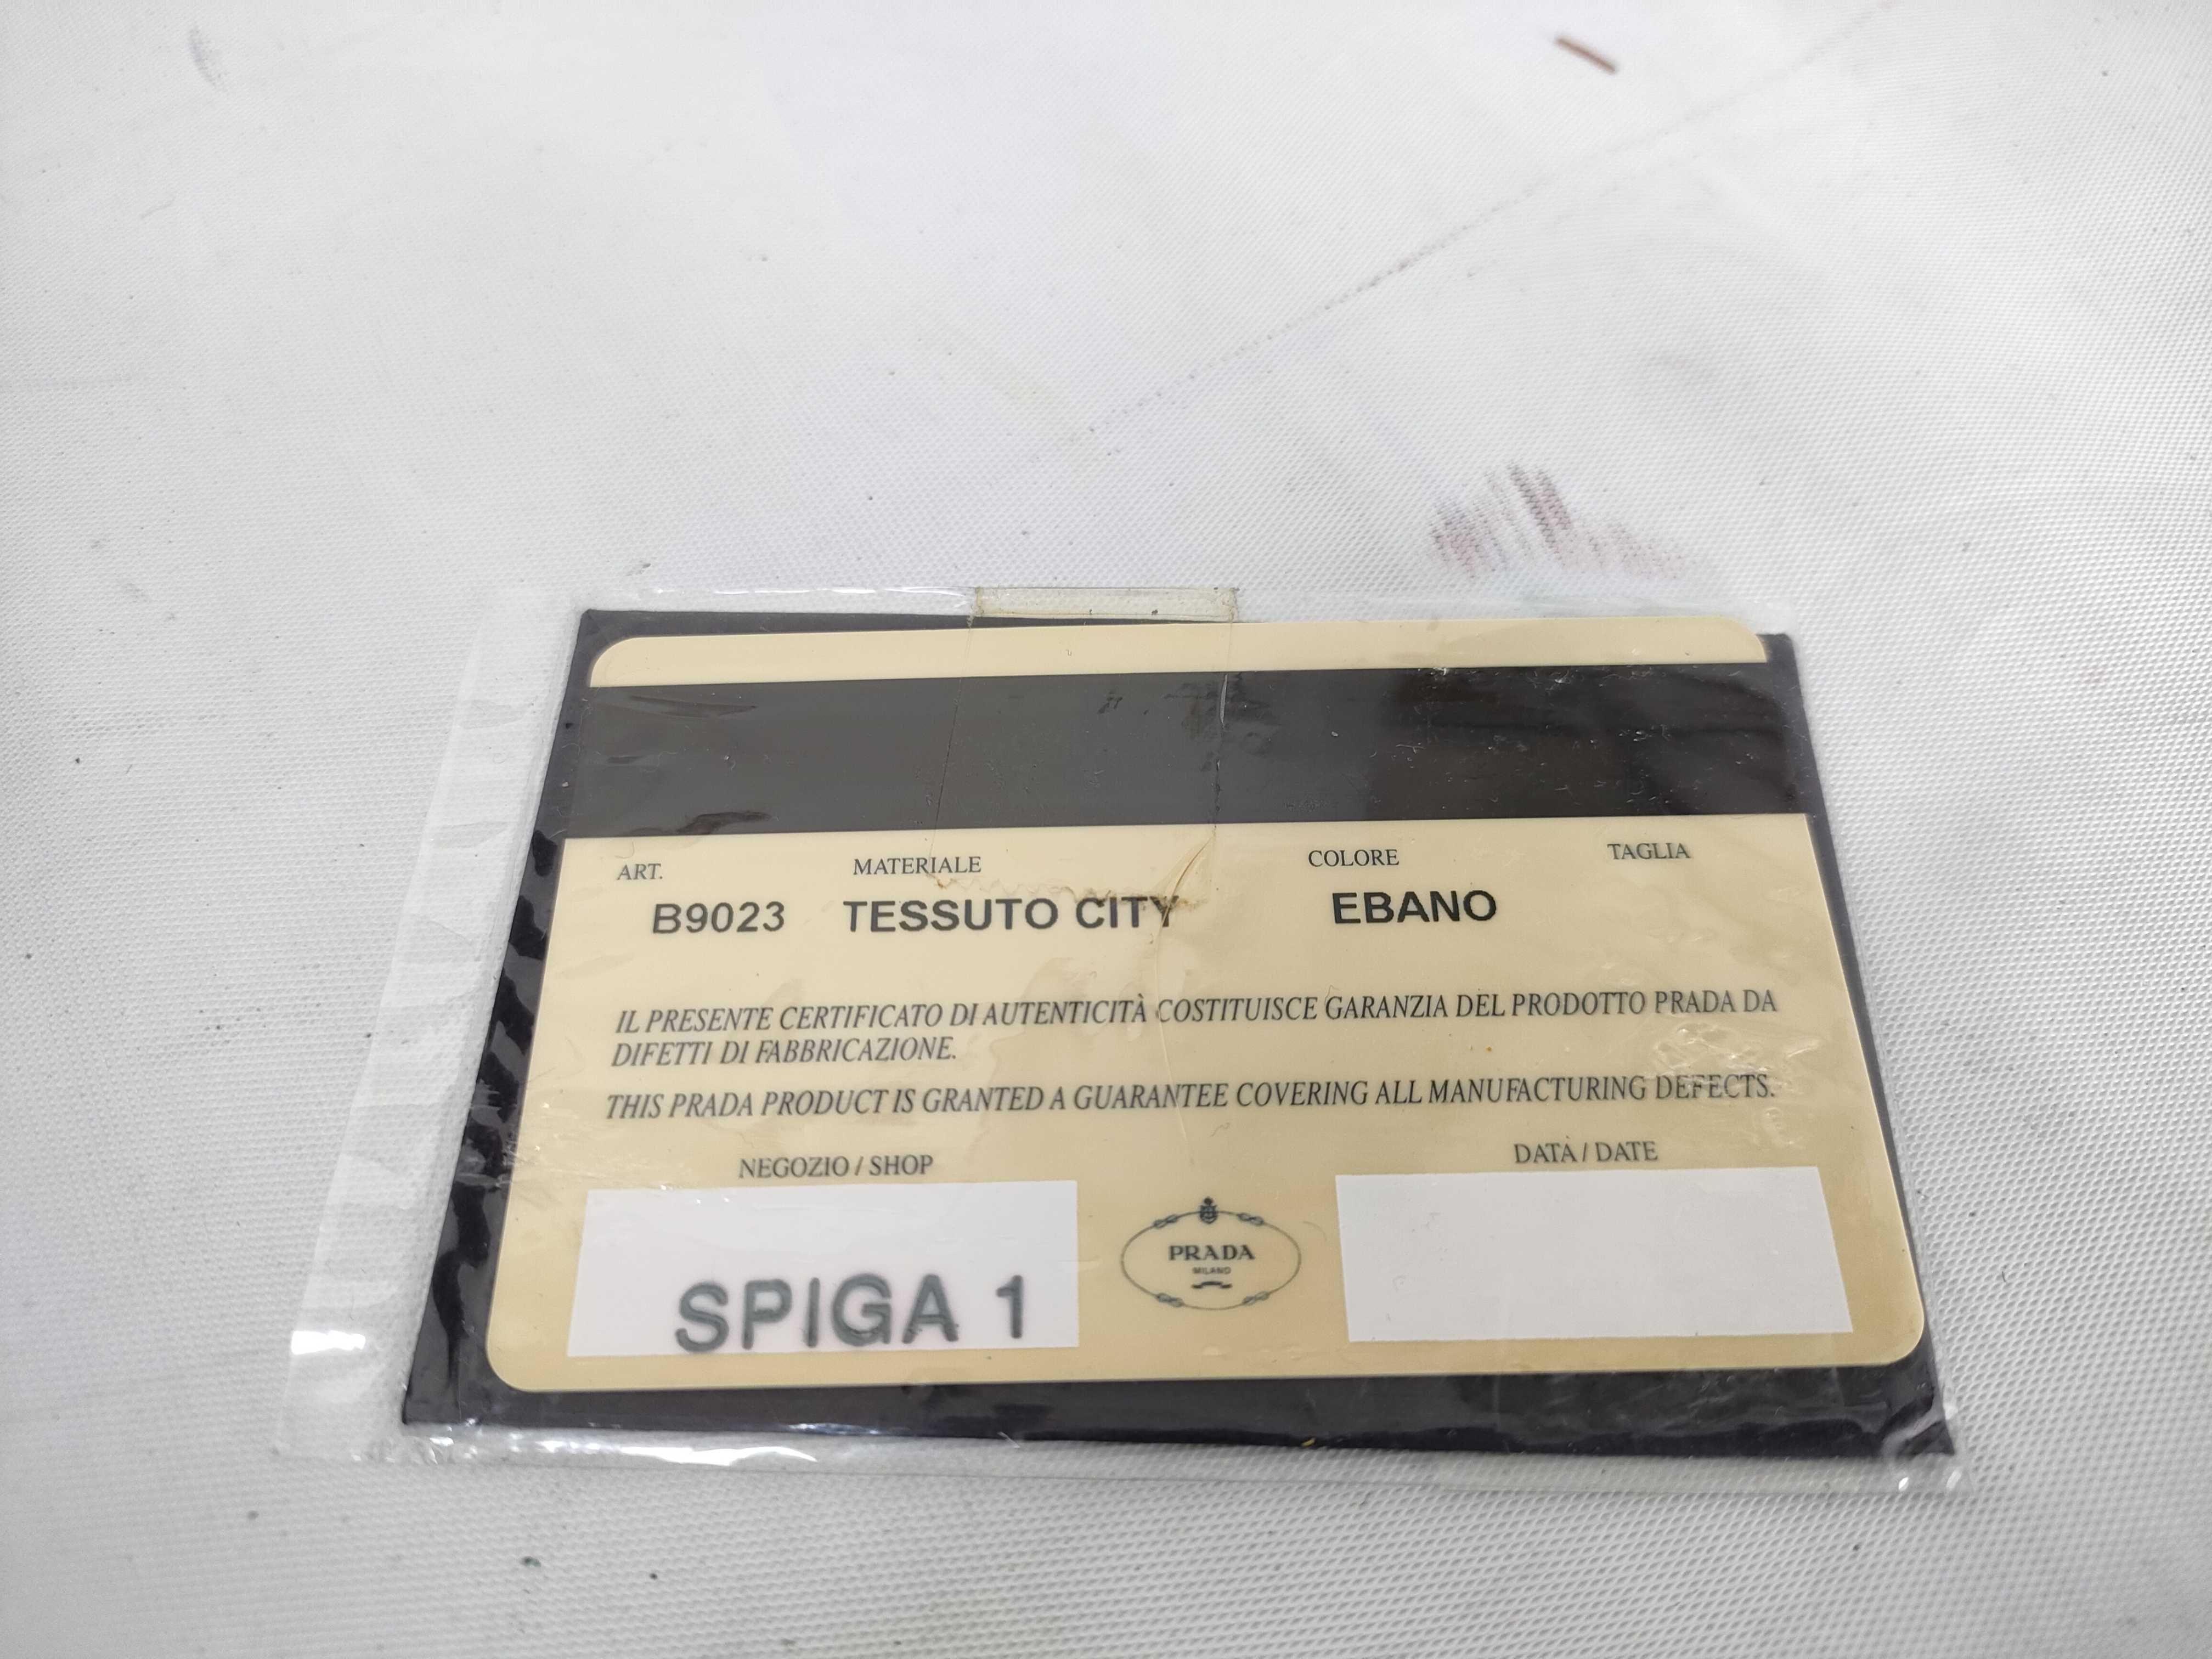 ART. MATERIALE COLORE TAGLIA
B9023 TESSUTO CITY EBANO
IL PRESENTE CERTIFICATO DI AUTENTICITÀ COSTITUISCE GARANZIA DEL PRODOTTO PRADA DA
DIFETTI DI FABBRICAZIONE.
THIS PRADA PRODUCT IS GRANTED A GUARANTEE COVERING ALL MANUFACTURING DEFECTS.
NEGOZIO / SHOP DATA / DATE
SPIGA 1
PRADA
MILANO